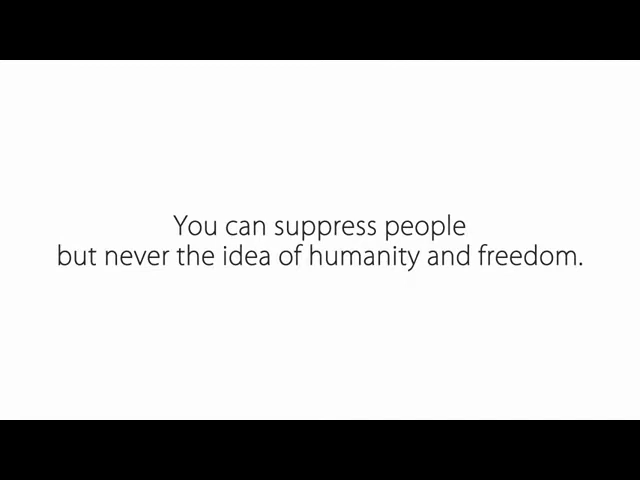 You can suppress people
but never the idea of humanity and freedom.